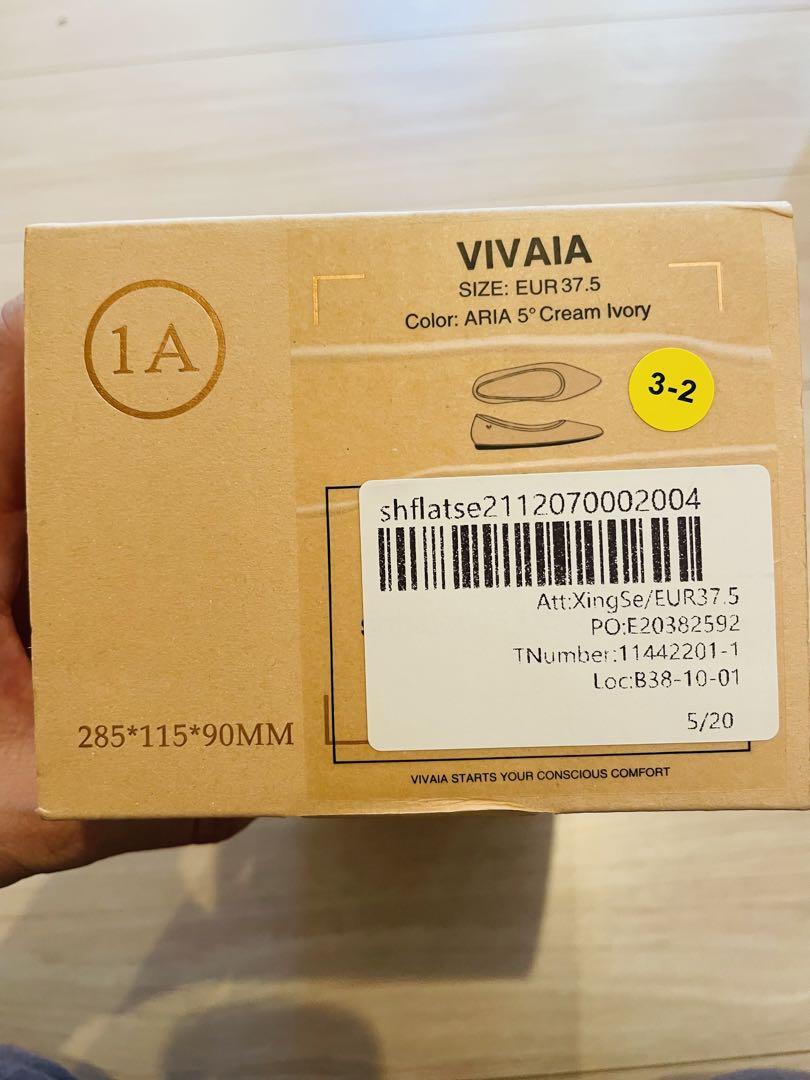 VIVAIA
SIZE: EUR 37.5
Color: ARIA 5° Cream Ivory
1A
3-2
shflatse2112070002004
Att:XingSe/EUR37.5
PO:E20382592
TNumber:11442201-1
Loc:B38-10-01
5/20
285*115*90MM
VIVAIA STARTS YOUR CONSCIOUS COMFORT